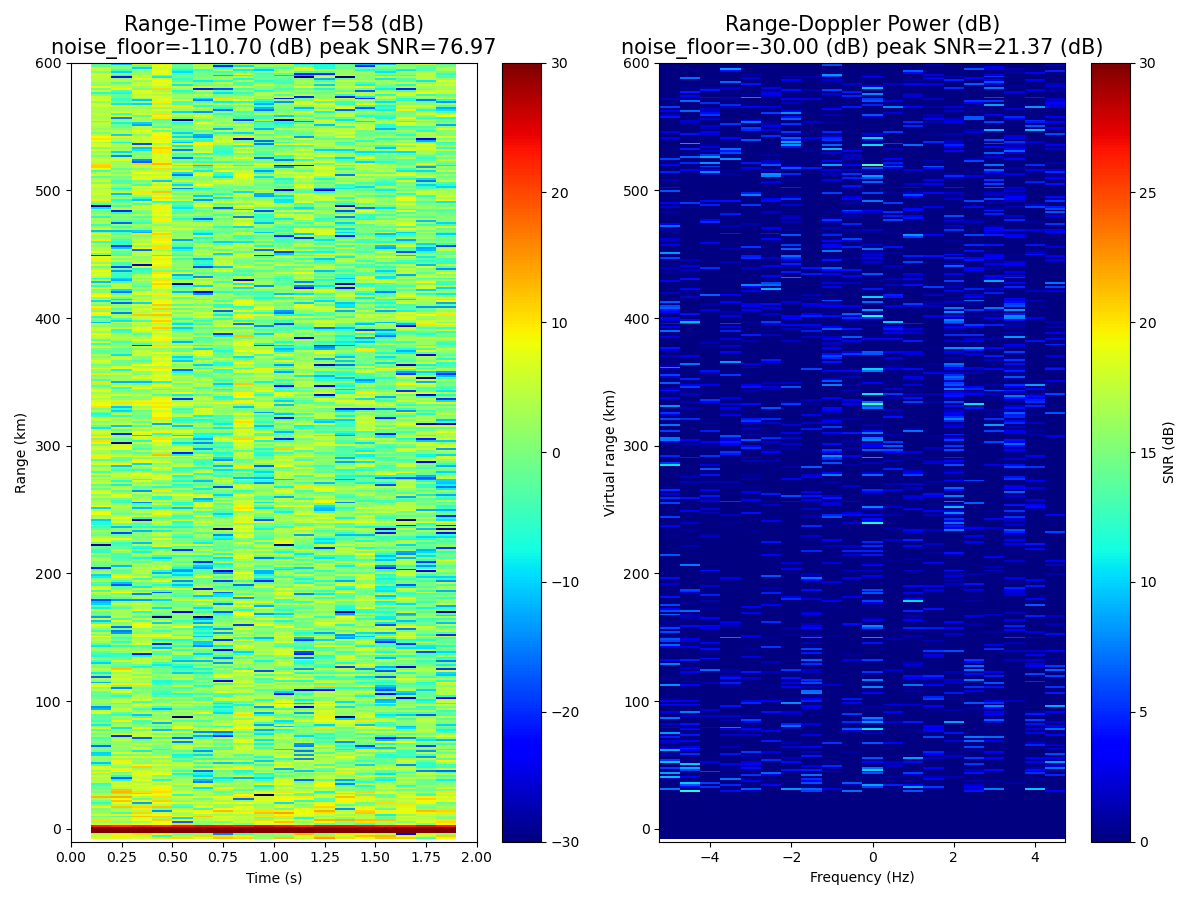 Range-Time Power f=58 (dB)
noise_floor=-110.70 (dB) peak SNR=76.97
Range (km)
600
500
400
300
200
100
0
0.00 0.25 0.50 0.75 1.00 1.25 1.50 1.75 2.00
Time (s)
30
20
10
0
−10
−20
−30
Range-Doppler Power (dB)
noise_floor=-30.00 (dB) peak SNR=21.37 (dB)
Virtual range (km)
600
500
400
300
200
100
0
−4 −2 0 2 4
Frequency (Hz)
30
25
20
15
10
5
0
SNR (dB)